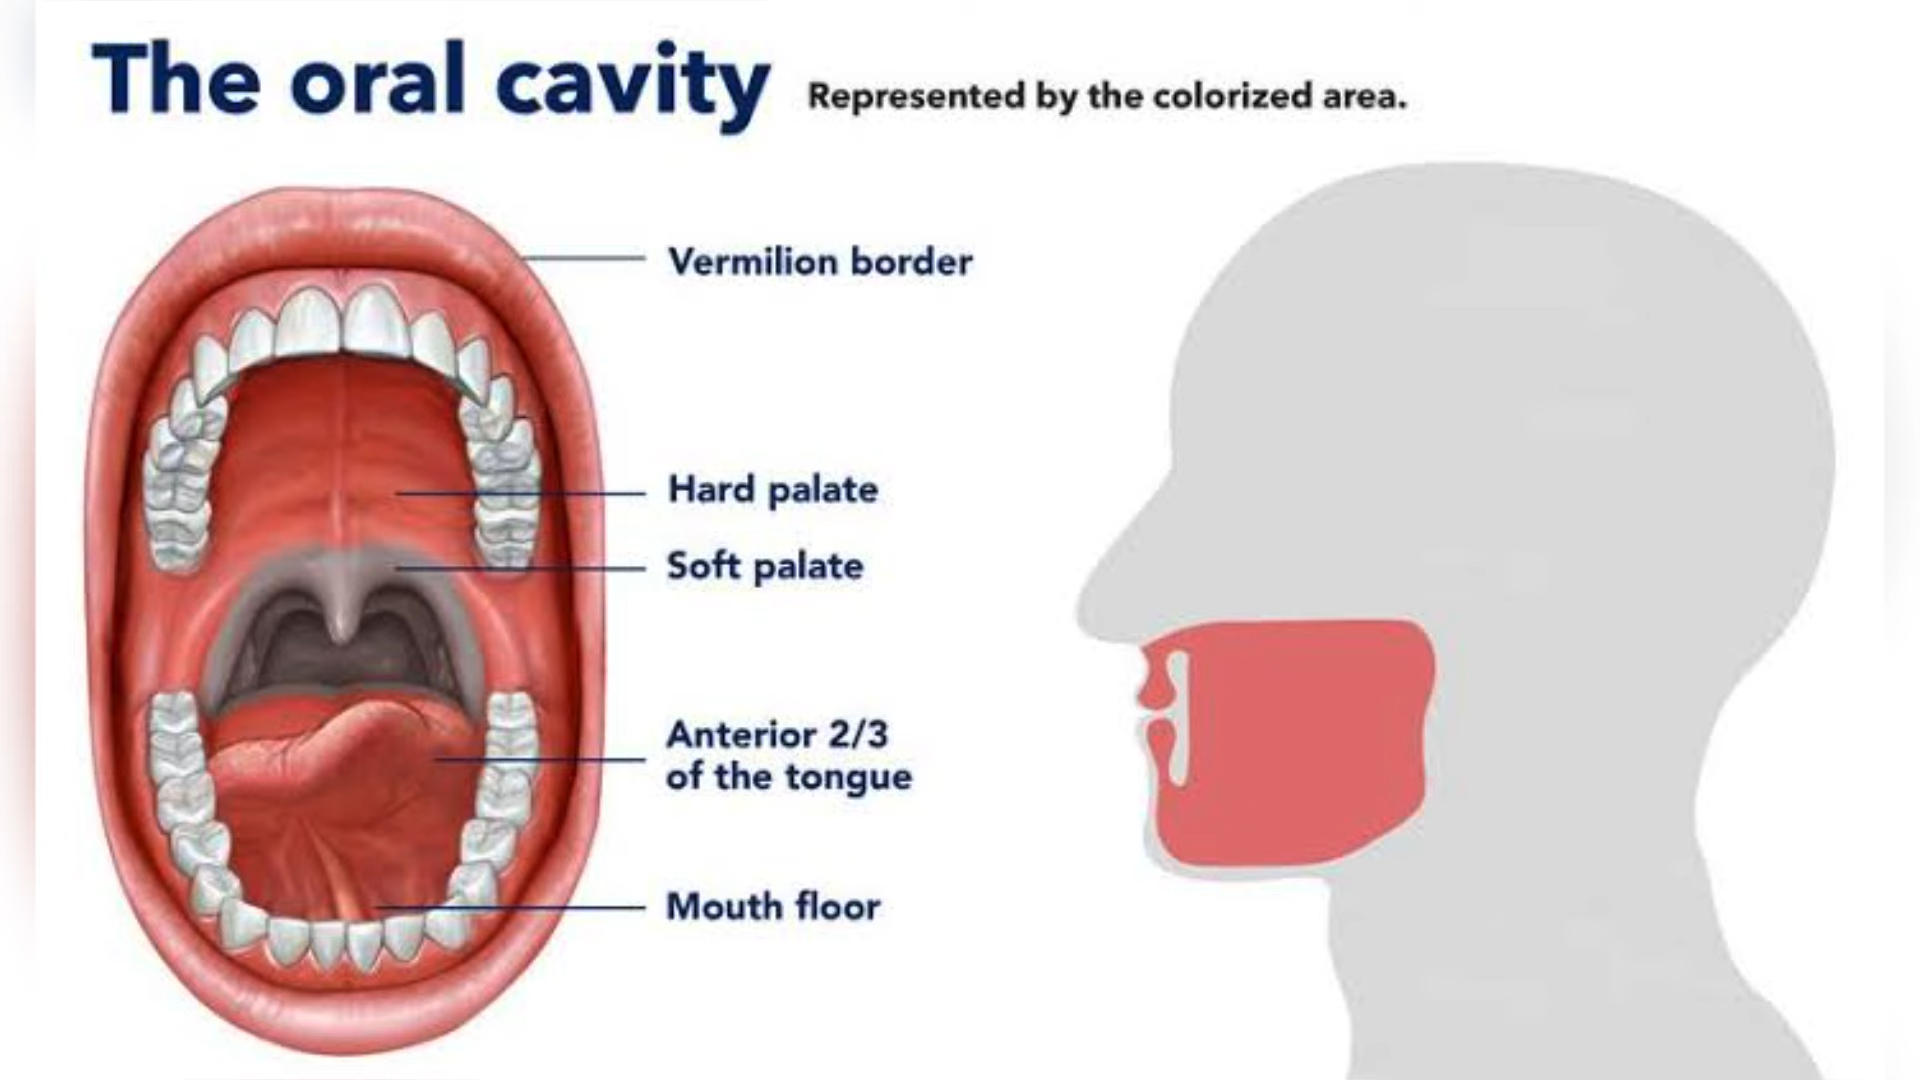 The oral cavity Represented by the colorized area.
Vermilion border
Hard palate
Soft palate
Anterior 2/3
of the tongue
Mouth floor